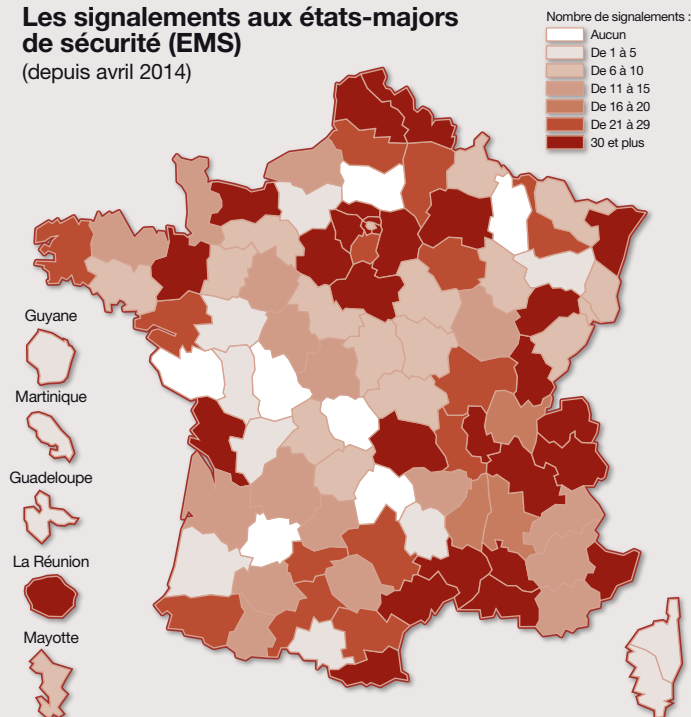 Les signalements aux états-majors
de sécurité (EMS)
(depuis avril 2014)
Nombre de signalements :
Aucun
De 1 à 5
De 6 à 10
De 11 à 15
De 16 à 20
De 21 à 29
30 et plus
Guyane
Martinique
Guadeloupe
La Réunion
Mayotte